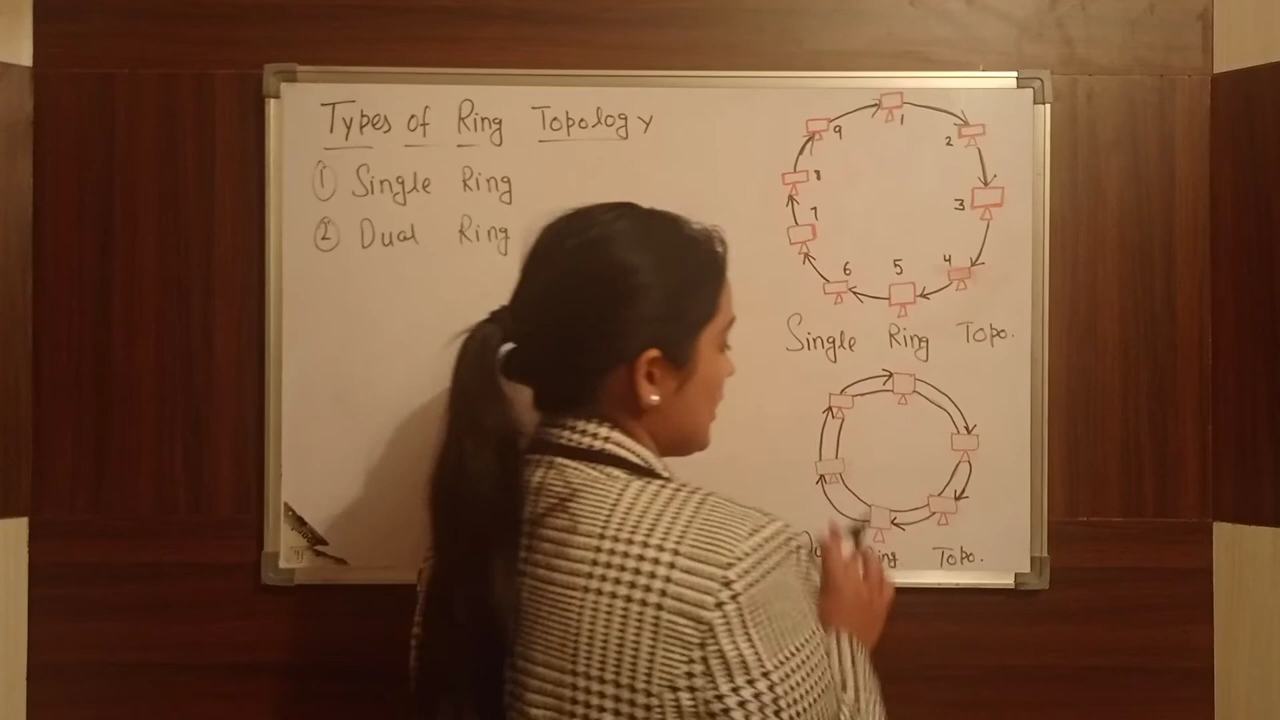 Types of Ring Topology
① Single Ring
② Dual Ring
1
2
3
4
5
6
7
8
9
Single Ring Topo.
Ring Topo.